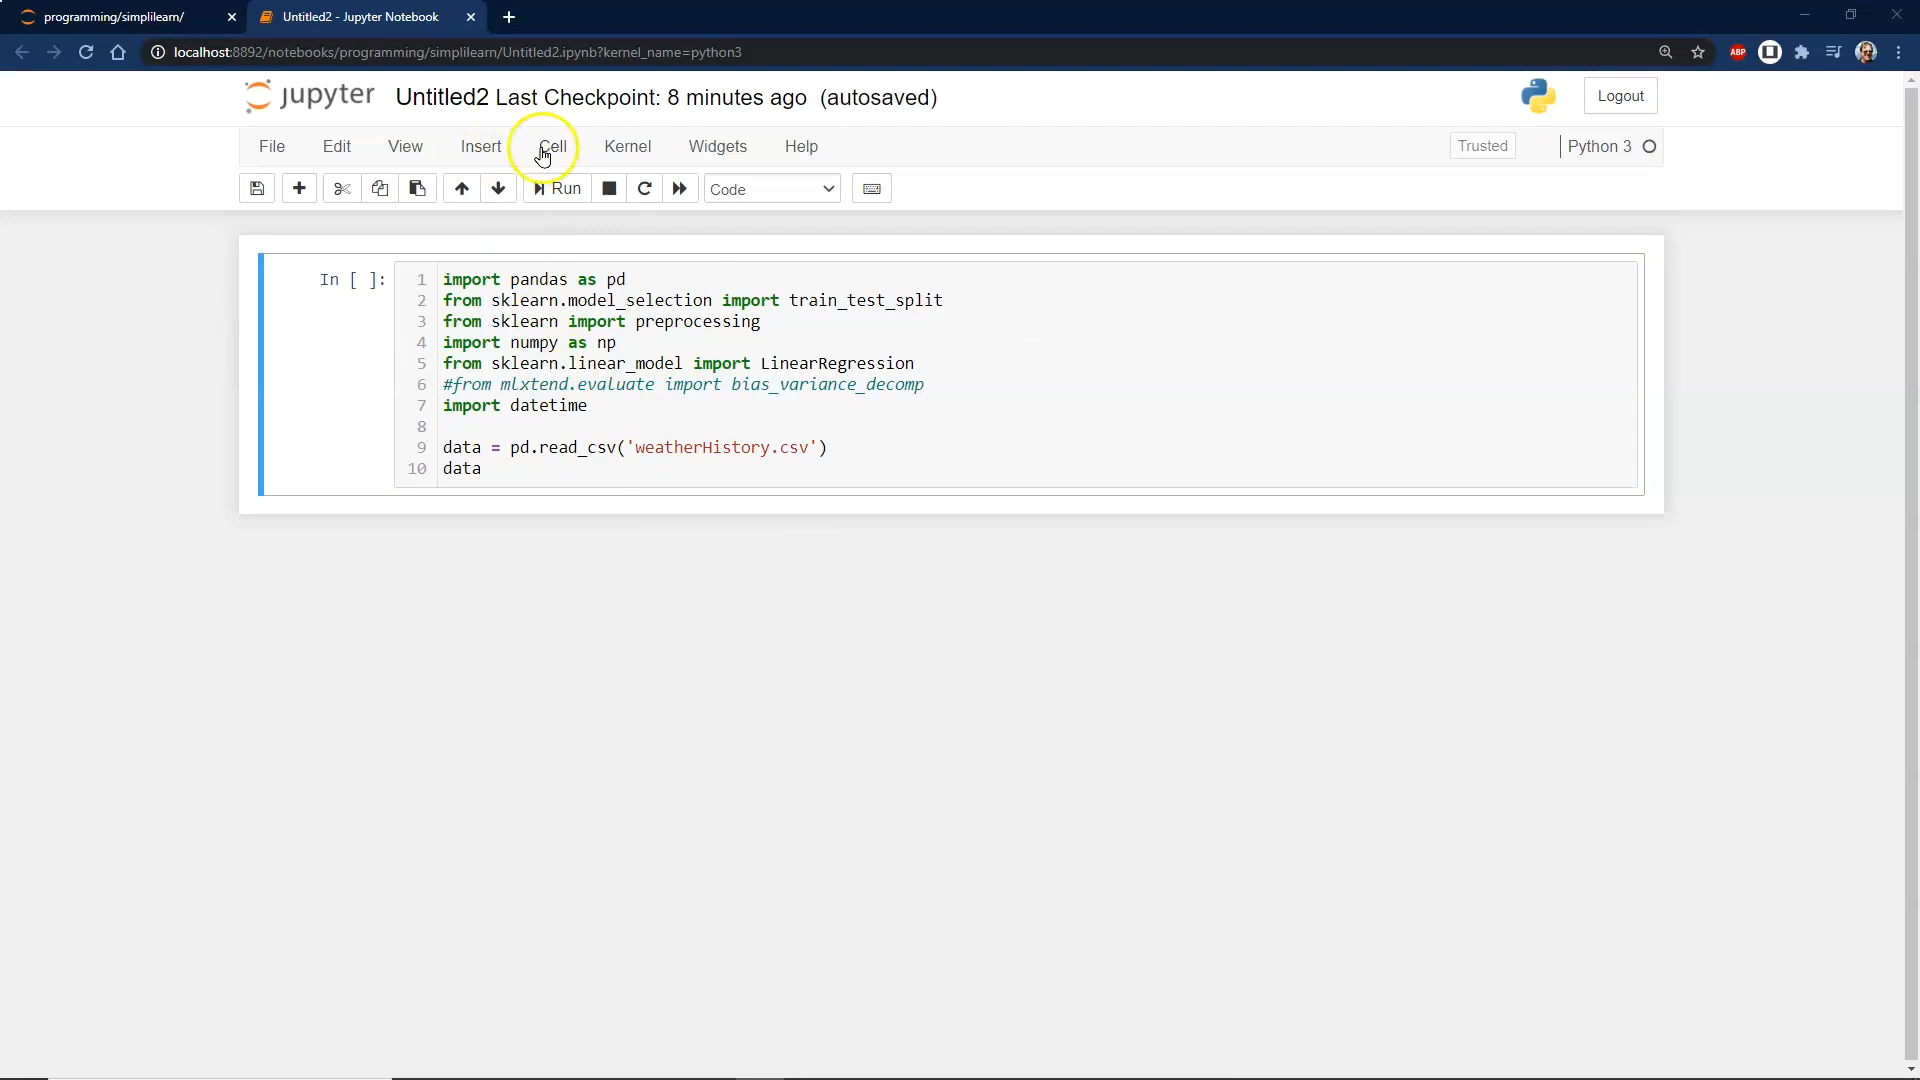 programming/simplilearn/
Untitled2 - Jupyter Notebook
localhost:8892/notebooks/programming/simplilearn/Untitled2.ipynb?kernel_name=python3
ABP
jupyter Untitled2 Last Checkpoint: 8 minutes ago (autosaved)
Logout
File Edit View Insert Cell Kernel Widgets Help
Trusted Python 3
Run Code
In [ ]:
1 import pandas as pd
2 from sklearn.model_selection import train_test_split
3 from sklearn import preprocessing
4 import numpy as np
5 from sklearn.linear_model import LinearRegression
6 #from mlxtend.evaluate import bias_variance_decomp
7 import datetime
8
9 data = pd.read_csv('weatherHistory.csv')
10 data